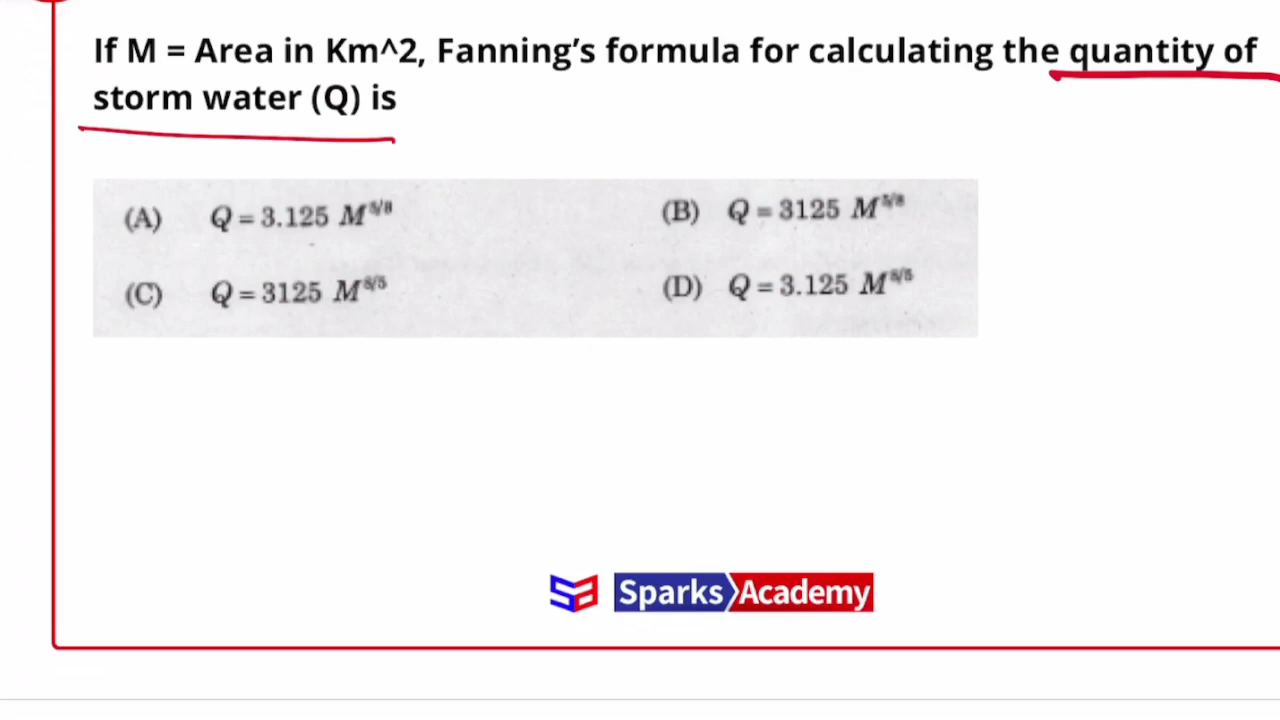 If M = Area in Km^2, Fanning’s formula for calculating the quantity of
storm water (Q) is
(A) Q = 3.125 M (B) Q = 3125 M
(C) Q = 3125 M (D) Q = 3.125 M
Sparks Academy